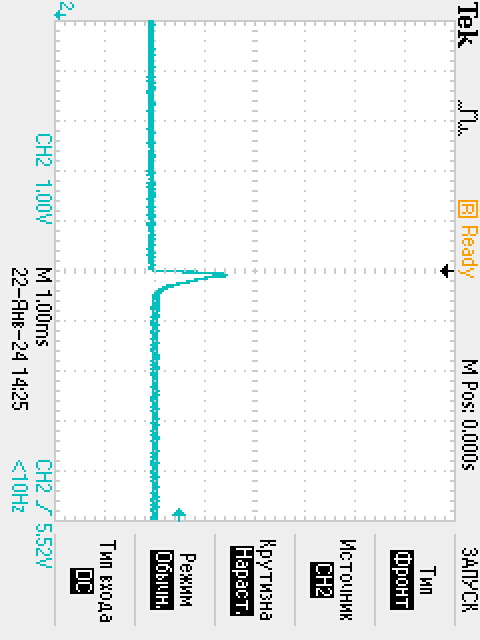 Tek
R Ready
M Pos: 0.000s
ЗАПУСК
Тип
Фронт
Источник
CH2
Крутизна
Нараст
Режим
Обычн.
Тип входа
DC
2
CH2 1.00V
M 1.00ms
CH2 / 5.52V
22-Янв-24 14:25
<10Hz